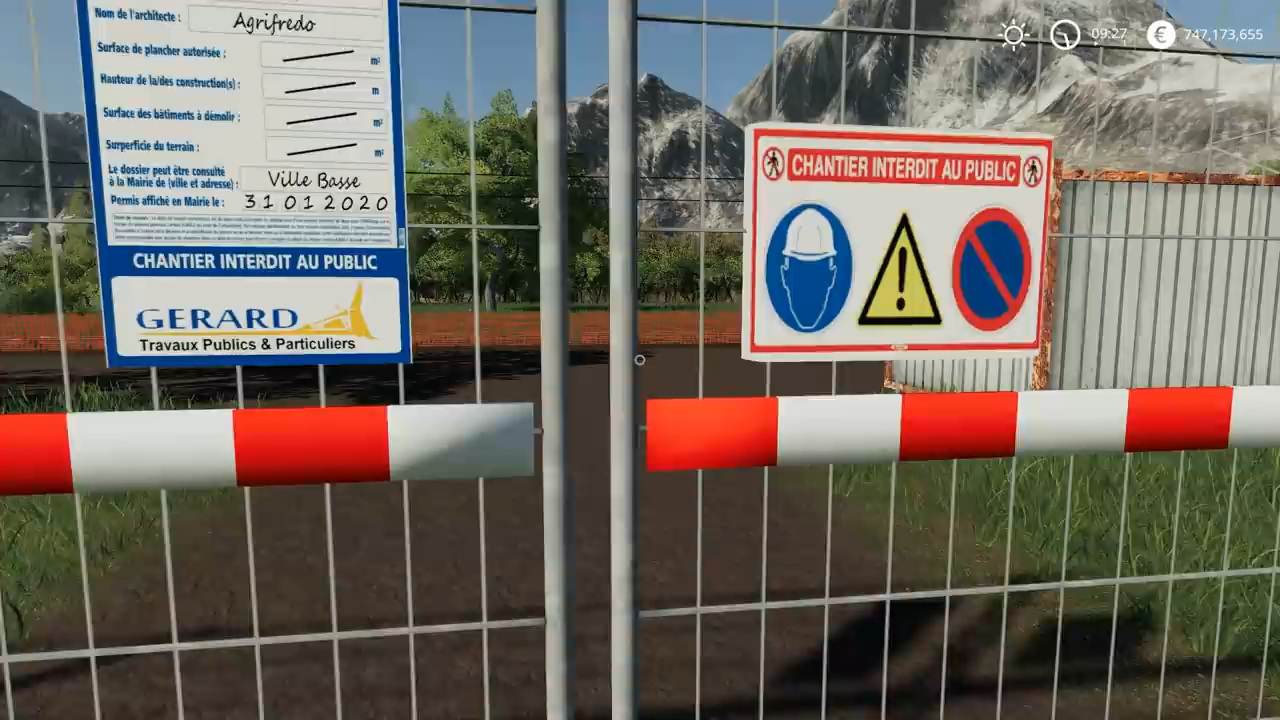 Nom de l'architecte : Agrifredo
Surface de plancher autorisée : m²
Hauteur de la/des construction(s) : m
Surface des bâtiments à démolir : m²
Surperficie du terrain : m²
Le dossier peut être consulté
à la Mairie de (ville et adresse) : Ville Basse
Permis affiché en Mairie le : 31012020
CHANTIER INTERDIT AU PUBLIC
GERARD
Travaux Publics & Particuliers
09:27
747,173,655
CHANTIER INTERDIT AU PUBLIC